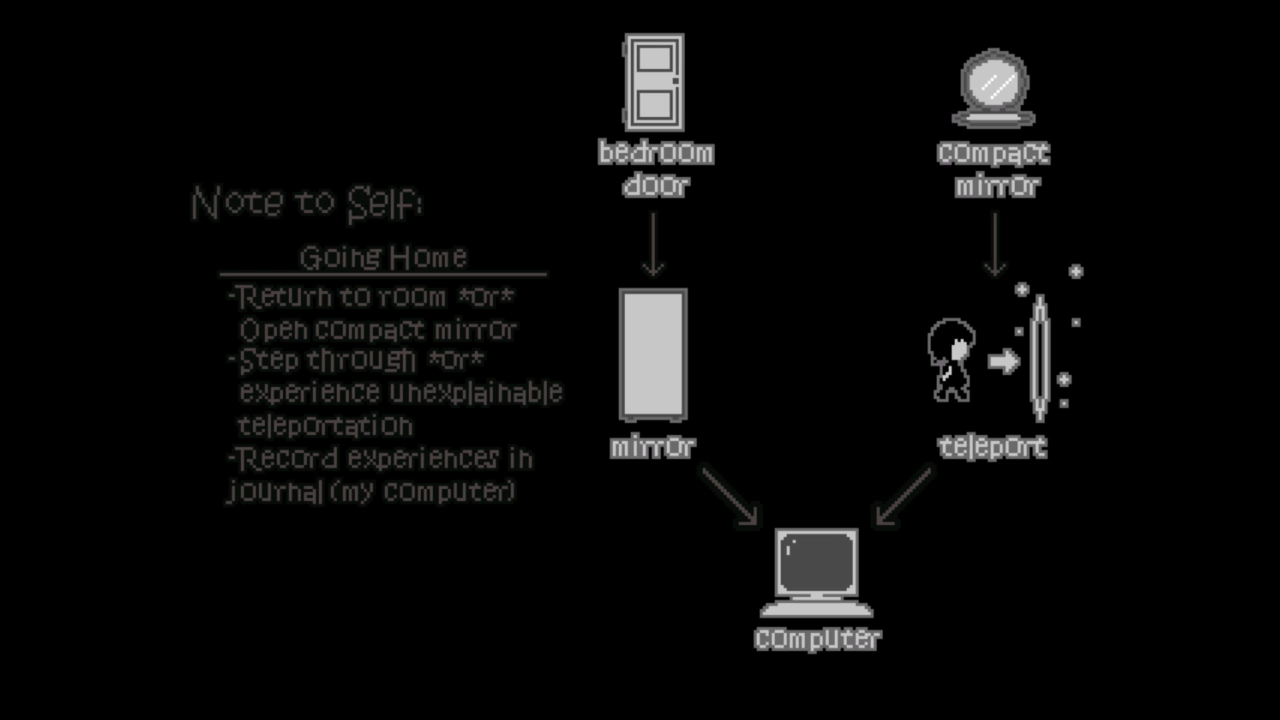 bedroom
door
compact
mirror
Note to Self:
Going Home
-Return to room *or*
Open compact mirror
-Step through *or*
experience unexplainable
teleportation
-Record experiences in
journal (my computer)
mirror
teleport
computer